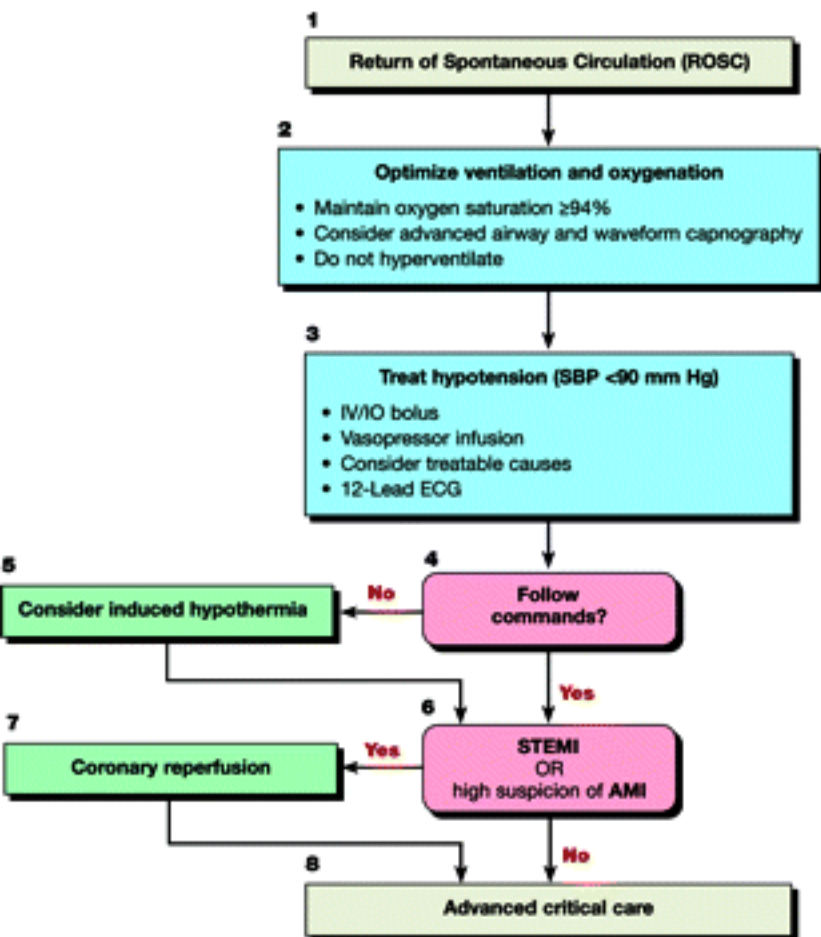 1
Return of Spontaneous Circulation (ROSC)
2
Optimize ventilation and oxygenation
• Maintain oxygen saturation ≥94%
• Consider advanced airway and waveform capnography
• Do not hyperventilate
3
Treat hypotension (SBP <90 mm Hg)
• IV/IO bolus
• Vasopressor infusion
• Consider treatable causes
• 12-Lead ECG
4
Follow
commands?
No
5
Consider induced hypothermia
Yes
6
STEMI
OR
high suspicion of AMI
Yes
7
Coronary reperfusion
No
8
Advanced critical care